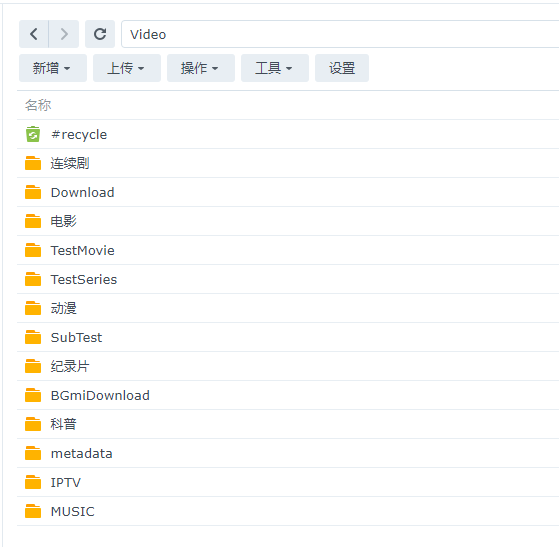 Video
新增 上传 操作 工具 设置
名称
#recycle
连续剧
Download
电影
TestMovie
TestSeries
动漫
SubTest
纪录片
BGmiDownload
科普
metadata
IPTV
MUSIC